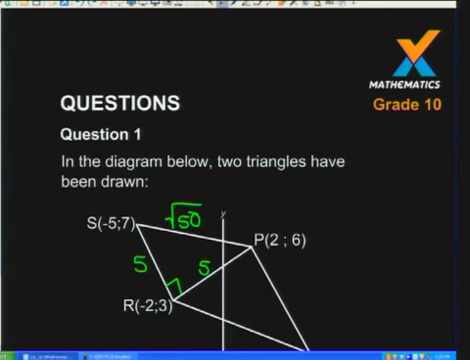 MATHEMATICS
QUESTIONS
Grade 10
Question 1
In the diagram below, two triangles have
been drawn:
y
S(-5;7)
√50
P(2 ; 6)
5
5
R(-2;3)